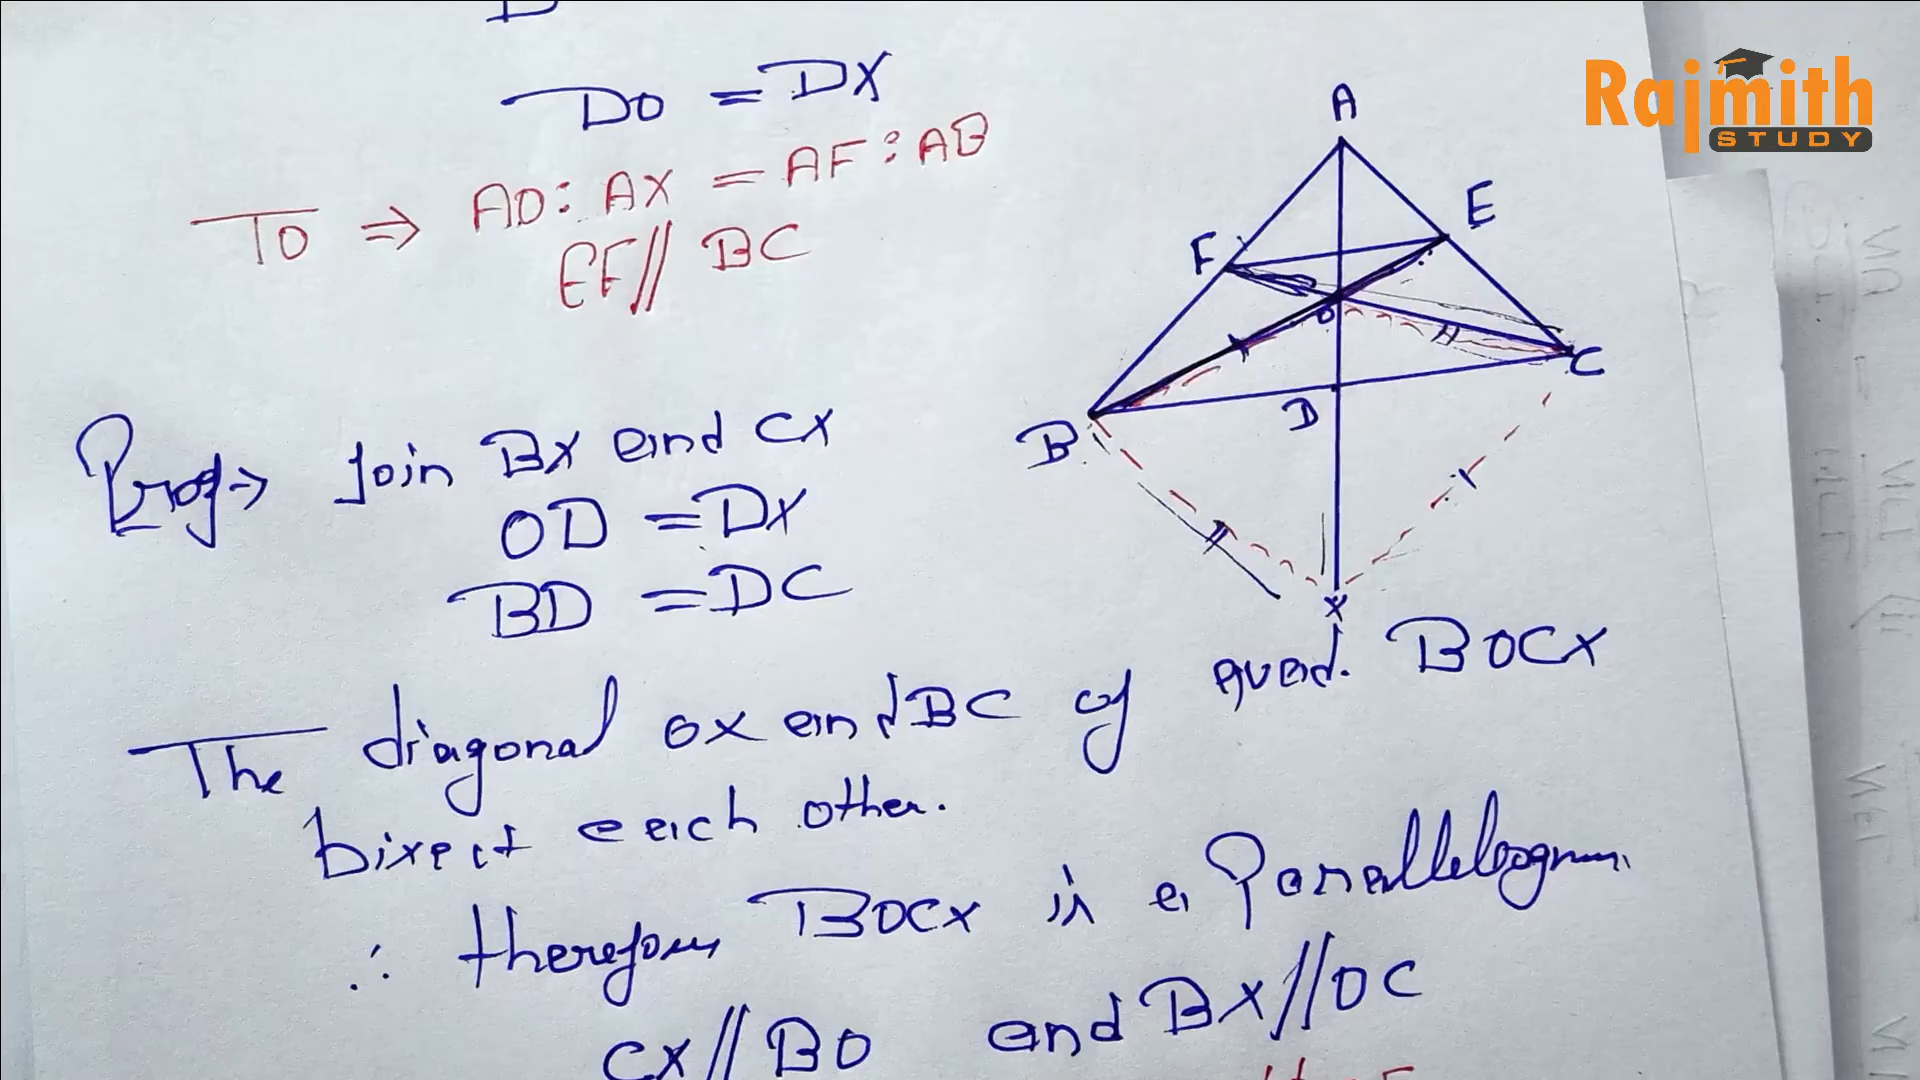 DO = DX
TO ⇒ AD : AX = AF : AB
EF // BC
Proof → Join BX and CX
OD = DX
BD = DC
The diagonal OX and BC of quad. BOCX
bisect each other.
∴ therefore BOCX is a Parallelogram.
CX // BO and BX // OC
A
E
F
O
C
B
D
X
Rajmith
STUDY